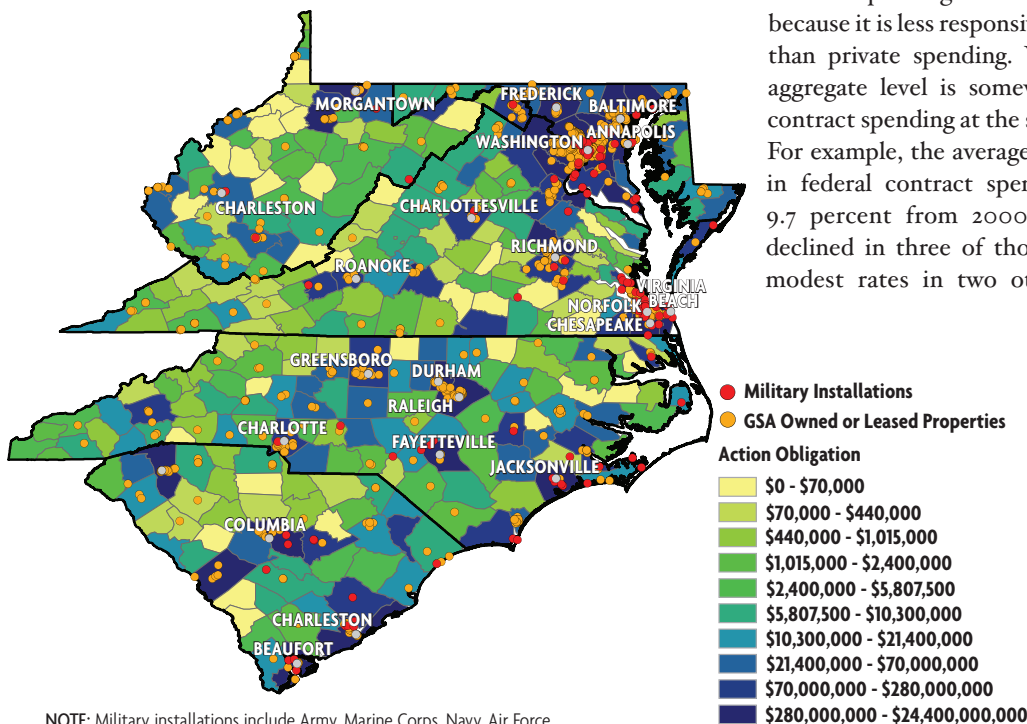 because it is less responsi
than private spending.
aggregate level is somew
contract spending at the s
For example, the average
in federal contract spen
9.7 percent from 2000
declined in three of tho
modest rates in two ot
MORGANTOWN
FREDERICK
BALTIMORE
ANNAPOLIS
WASHINGTON
CHARLESTON
CHARLOTTESVILLE
RICHMOND
ROANOKE
VIRGINIA
BEACH
NORFOLK
CHESAPEAKE
GREENSBORO
DURHAM
RALEIGH
CHARLOTTE
FAYETTEVILLE
JACKSONVILLE
COLUMBIA
CHARLESTON
BEAUFORT
Military Installations
GSA Owned or Leased Properties
Action Obligation
$0 - $70,000
$70,000 - $440,000
$440,000 - $1,015,000
$1,015,000 - $2,400,000
$2,400,000 - $5,807,500
$5,807,500 - $10,300,000
$10,300,000 - $21,400,000
$21,400,000 - $70,000,000
$70,000,000 - $280,000,000
$280,000,000 - $24,400,000,000
NOTE: Military installations include Army, Marine Corps, Navy, Air Force